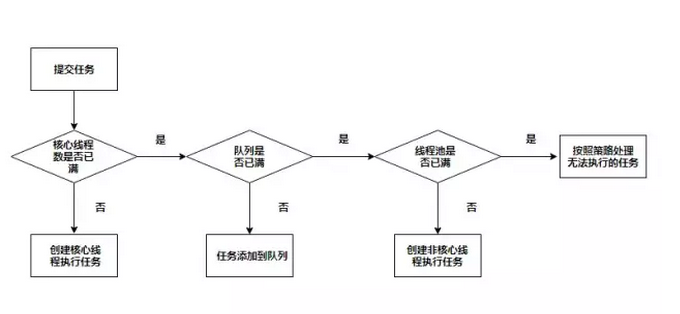 提交任务
核心线程
数是否已
满
是
队列是
否已满
是
线程池是
否已满
是
按照策略处理
无法执行的任务
否
否
否
创建核心线
程执行任务
任务添加到队列
创建非核心线
程执行任务